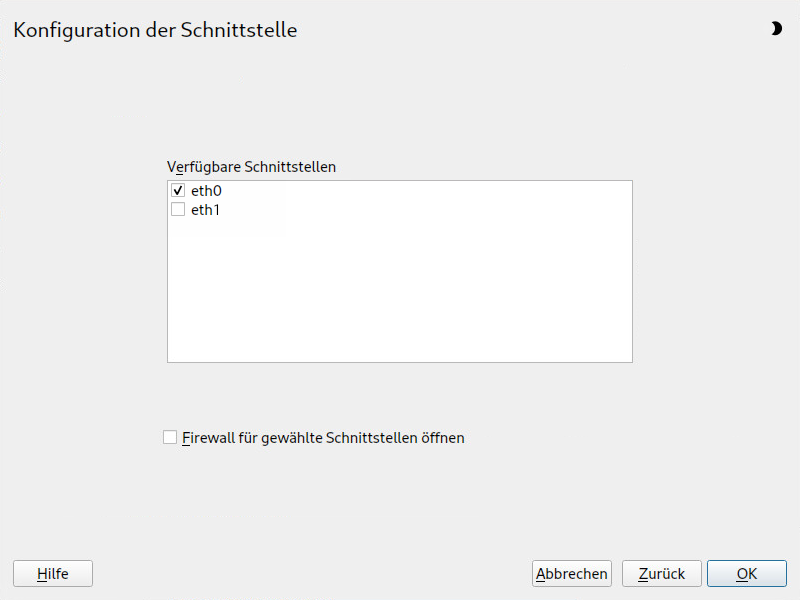 Konfiguration der Schnittstelle
Verfügbare Schnittstellen
eth0
eth1
Firewall für gewählte Schnittstellen öffnen
Hilfe
Abbrechen
Zurück
OK